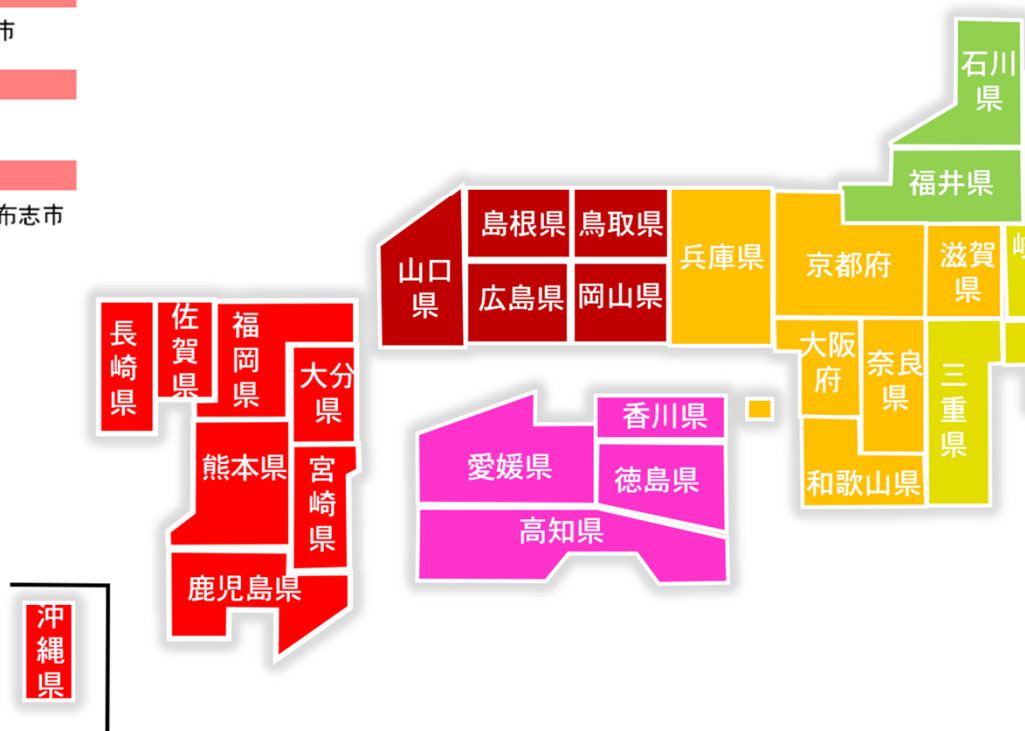 市
布志市
石川
県
福井県
島根県
鳥取県
兵庫県
京都府
滋賀
県
岐
山口
県
広島県
岡山県
長
崎
県
佐
賀
県
福
岡
県
大分
県
大阪
府
奈良
県
三
重
県
香川県
愛媛県
徳島県
熊本県
宮
崎
県
和歌山県
高知県
鹿児島県
沖
縄
県